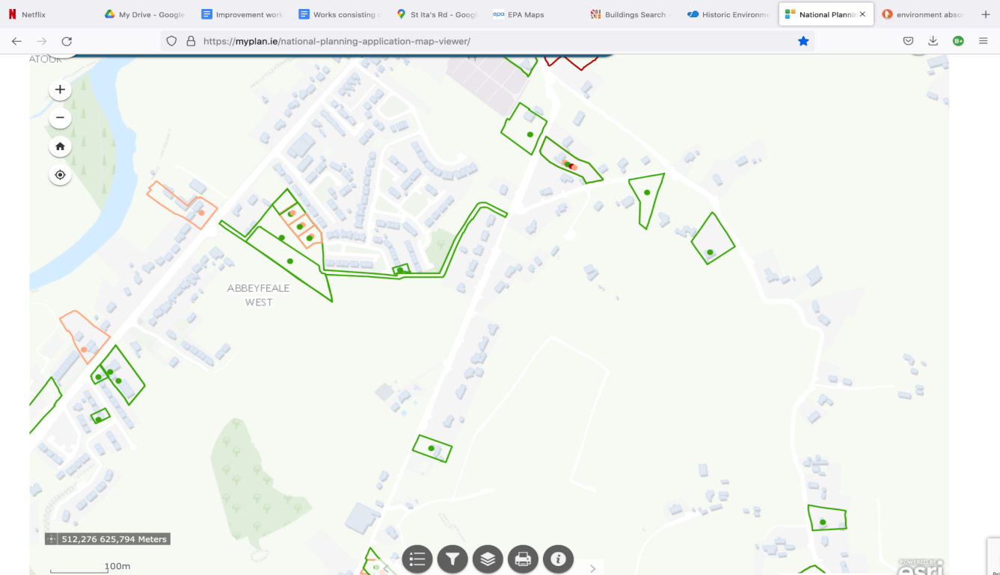 Netflix
My Drive - Google
Improvement work
Works consisting o
St Ita's Rd - Googl
epa EPA Maps
Buildings Search -
Historic Environme
National Plannin
environment abso
https://myplan.ie/national-planning-application-map-viewer/
B+
ATOUR
ABBEYFEALE
WEST
512,276 625,794 Meters
100m
POWERED BY
esri